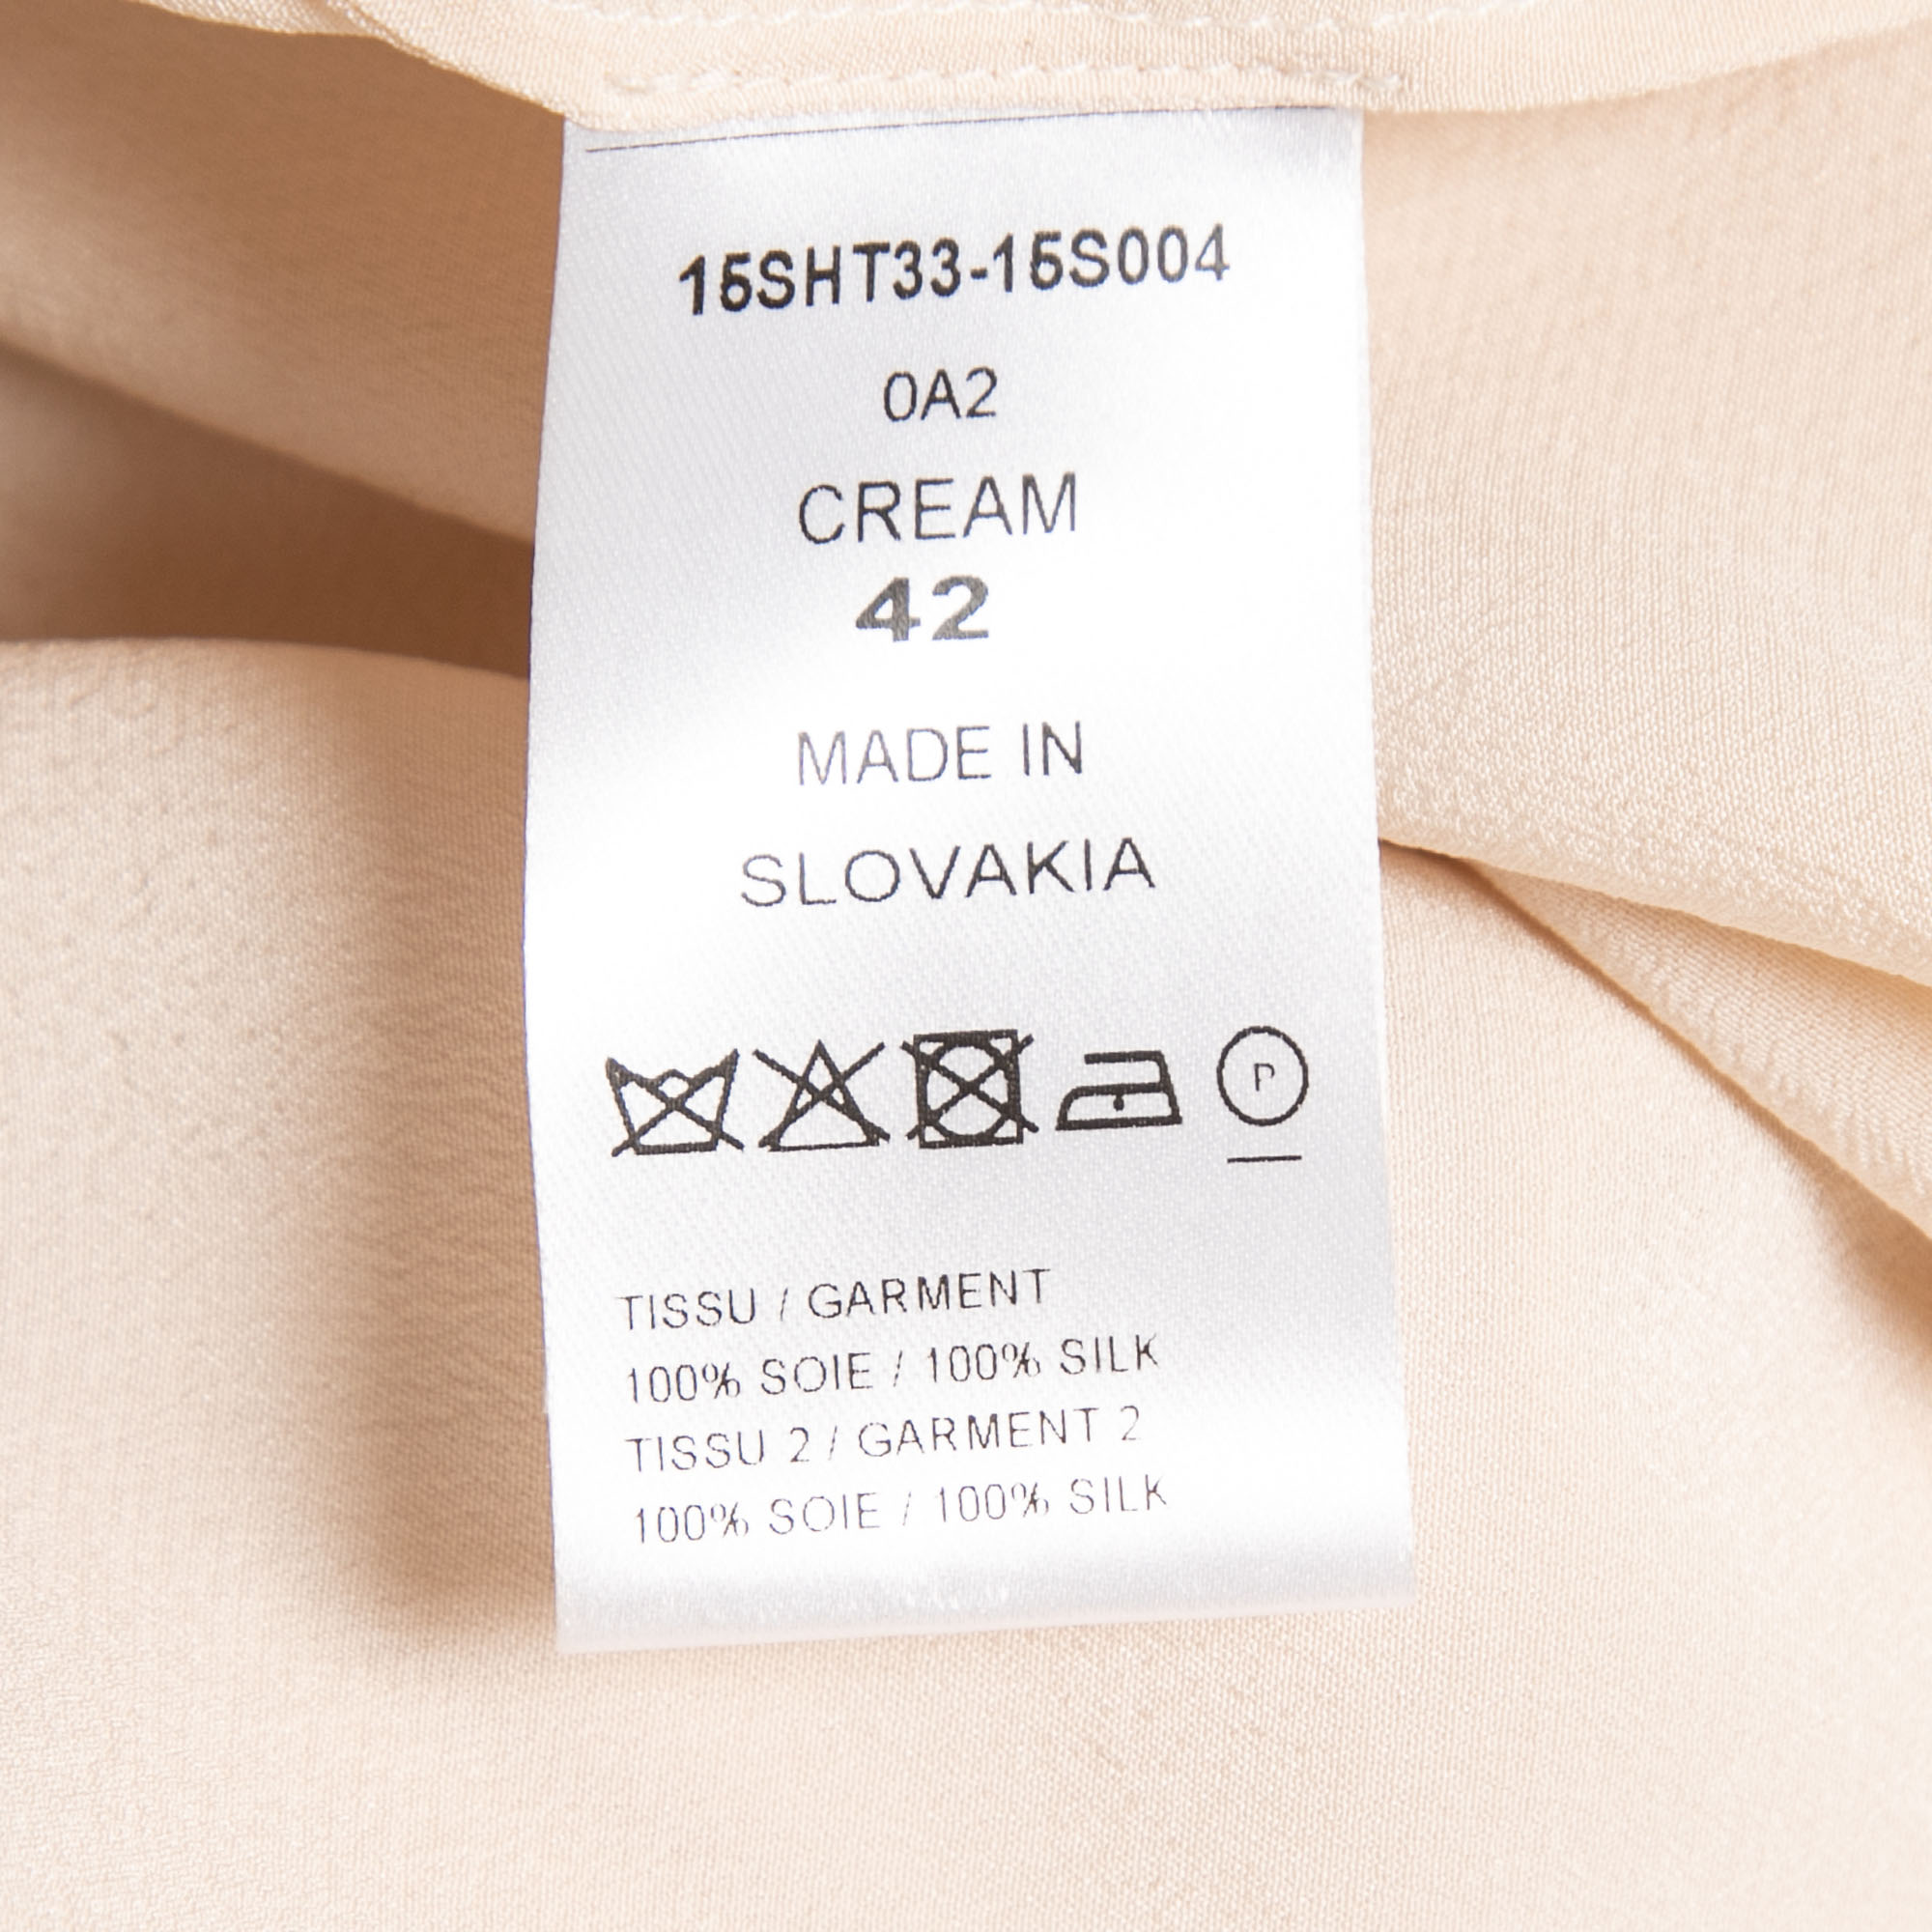 15SHT33-15S004
0A2
CREAM
42
MADE IN
SLOVAKIA
P
TISSU / GARMENT
100% SOIE / 100% SILK
TISSU 2 / GARMENT 2
100% SOIE / 100% SILK